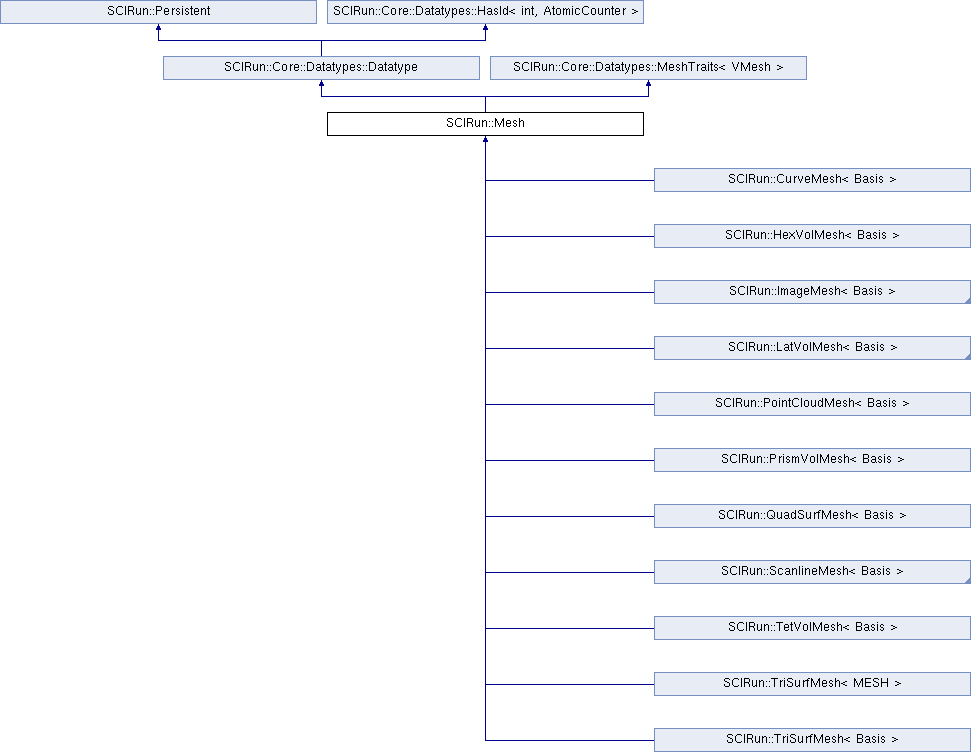 SCIRun::Persistent
SCIRun::Core::Datatypes::HasId< int, AtomicCounter >
SCIRun::Core::Datatypes::Datatype
SCIRun::Core::Datatypes::MeshTraits< VMesh >
SCIRun::Mesh
SCIRun::CurveMesh< Basis >
SCIRun::HexVolMesh< Basis >
SCIRun::ImageMesh< Basis >
SCIRun::LatVolMesh< Basis >
SCIRun::PointCloudMesh< Basis >
SCIRun::PrismVolMesh< Basis >
SCIRun::QuadSurfMesh< Basis >
SCIRun::ScanlineMesh< Basis >
SCIRun::TetVolMesh< Basis >
SCIRun::TriSurfMesh< MESH >
SCIRun::TriSurfMesh< Basis >